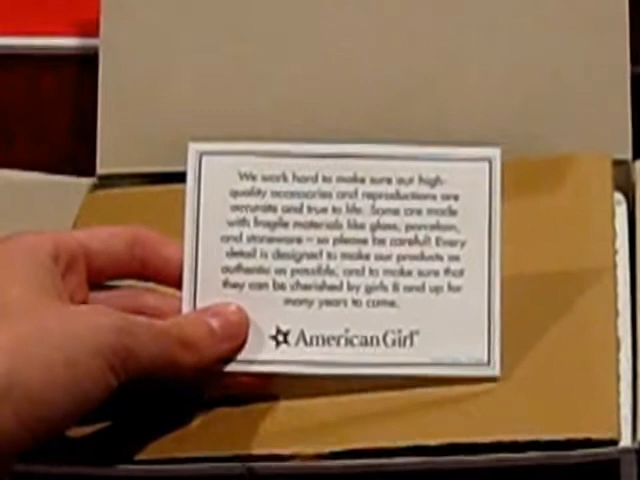 We work hard to make sure our high-
quality accessories and reproductions are
accurate and true to life. Some are made
with fragile materials like glass, porcelain,
and stoneware—so please be careful! Every
detail is designed to make our products as
authentic as possible, and to make sure that
they can be cherished by girls 8 and up for
many years to come.
American Girl®